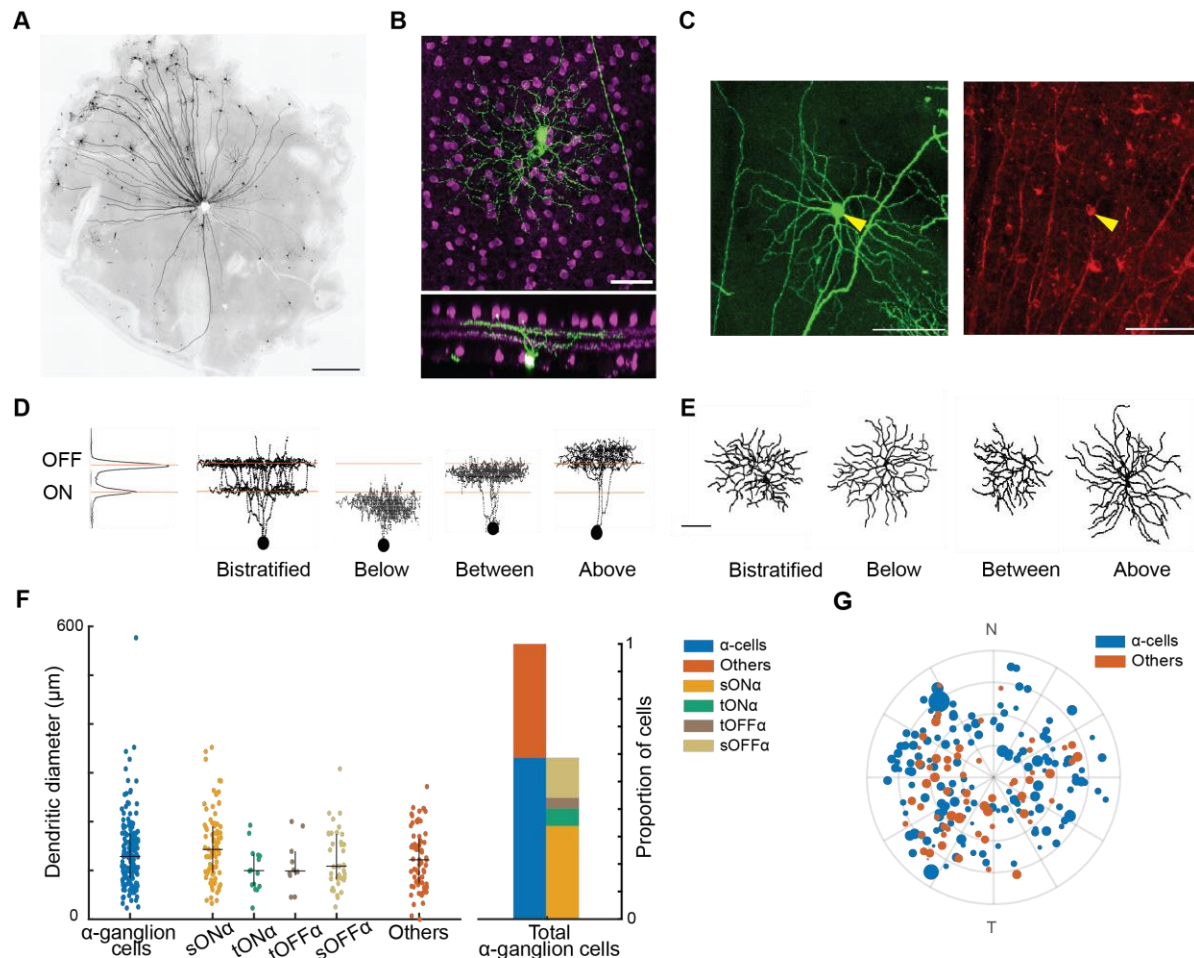 A
B
C
D
OFF
ON
Bistratified
Below
Between
Above
E
Bistratified
Below
Between
Above
F
Dendritic diameter (μm)
600
0
α-ganglion
cells
sONα
tONα
tOFFα
sOFFα
Others
1
0
Proportion of cells
Total
α-ganglion cells
α-cells
Others
sONα
tONα
tOFFα
sOFFα
G
N
T
α-cells
Others